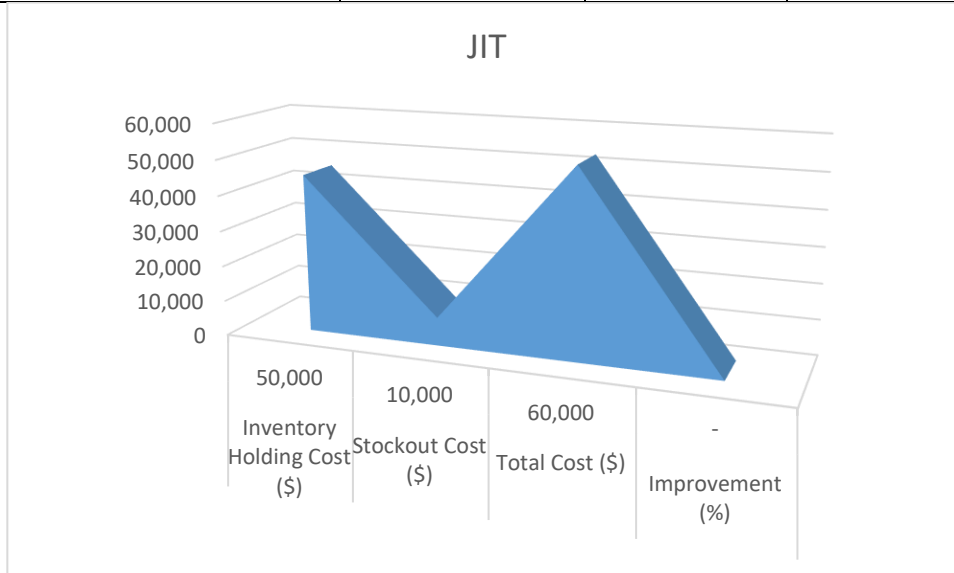 JIT
60,000
50,000
40,000
30,000
20,000
10,000
0
50,000
Inventory
Holding Cost
($)
10,000
Stockout Cost
($)
60,000
Total Cost ($)
-
Improvement
(%)